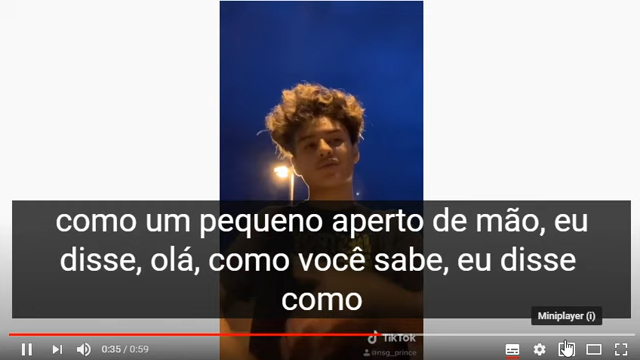 como um pequeno aperto de mão, eu
disse, olá, como você sabe, eu disse
como
Miniplayer (i)
TikTok
@nsg_prince
0:35 / 0:59